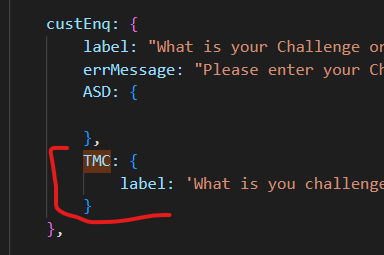 custEnq: {
label: "What is your Challenge or
errMessage: "Please enter your Ch
ASD: {
},
TMC: {
label: 'What is you challenge
}
},